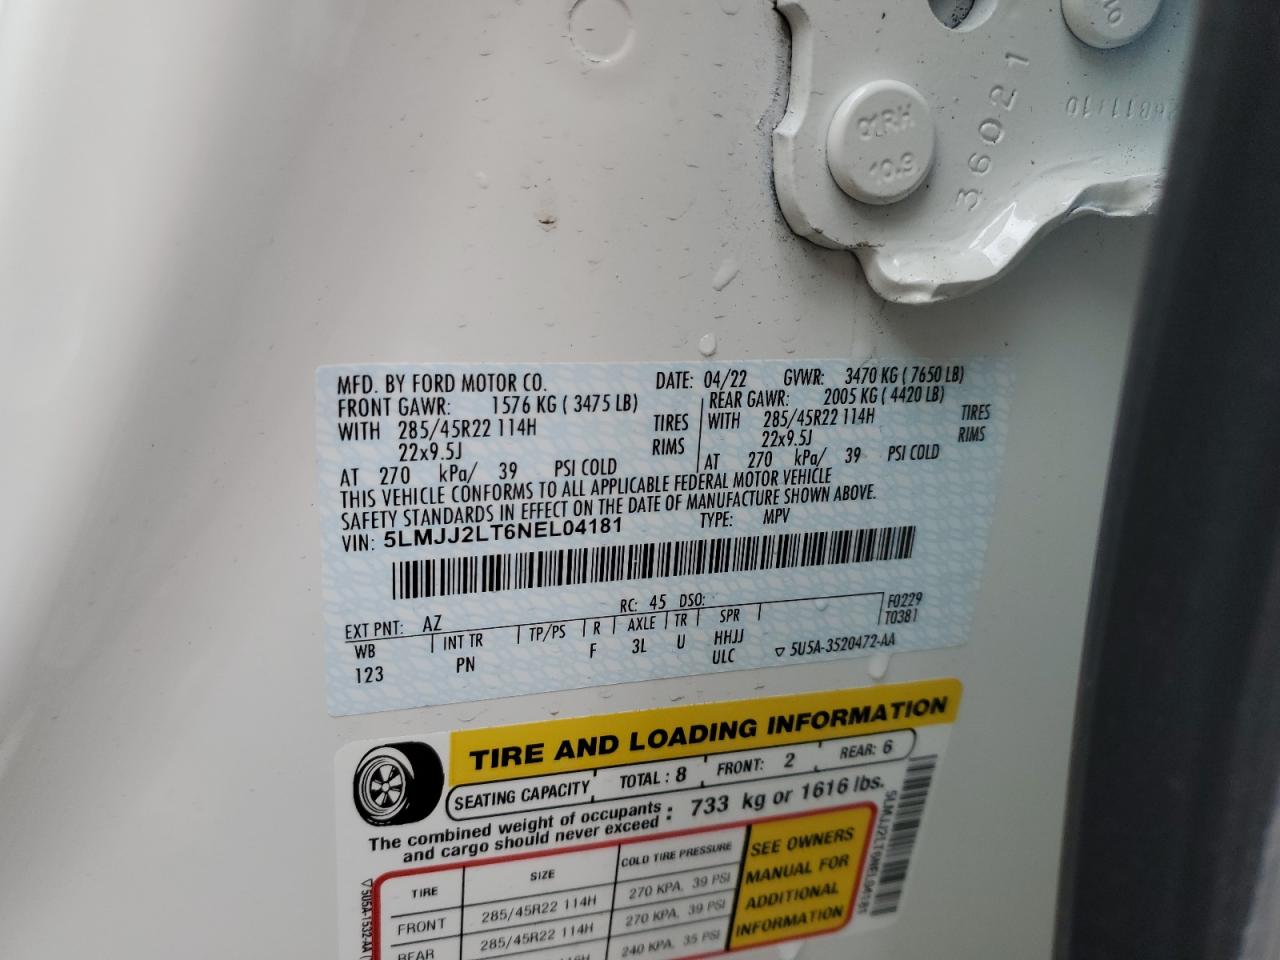 01RH
10.9
36021
MFD. BY FORD MOTOR CO. DATE: 04/22 GVWR: 3470 KG ( 7650 LB)
FRONT GAWR: 1576 KG ( 3475 LB) REAR GAWR: 2005 KG ( 4420 LB)
WITH 285/45R22 114H TIRES WITH 285/45R22 114H TIRES
22x9.5J RIMS 22x9.5J RIMS
AT 270 kPa/ 39 PSI COLD AT 270 kPa/ 39 PSI COLD
THIS VEHICLE CONFORMS TO ALL APPLICABLE FEDERAL MOTOR VEHICLE
SAFETY STANDARDS IN EFFECT ON THE DATE OF MANUFACTURE SHOWN ABOVE.
VIN: 5LMJJ2LT6NEL04181 TYPE: MPV
EXT PNT: AZ RC: 45 DSO: F0229
WB INT TR TP/PS R AXLE TR SPR T0381
123 PN F 3L U HHJJ
ULC ▽ 5U5A-3520472-AA
TIRE AND LOADING INFORMATION
SEATING CAPACITY TOTAL : 8 FRONT: 2 REAR: 6
The combined weight of occupants and cargo should never exceed : 733 kg or 1616 lbs.
TIRE SIZE COLD TIRE PRESSURE
FRONT 285/45R22 114H 270 KPA, 39 PSI
REAR 285/45R22 114H 270 KPA, 39 PSI
240 KPA, 35 PSI
SEE OWNERS
MANUAL FOR
ADDITIONAL
INFORMATION
5LMJJ2LT6NEL04181